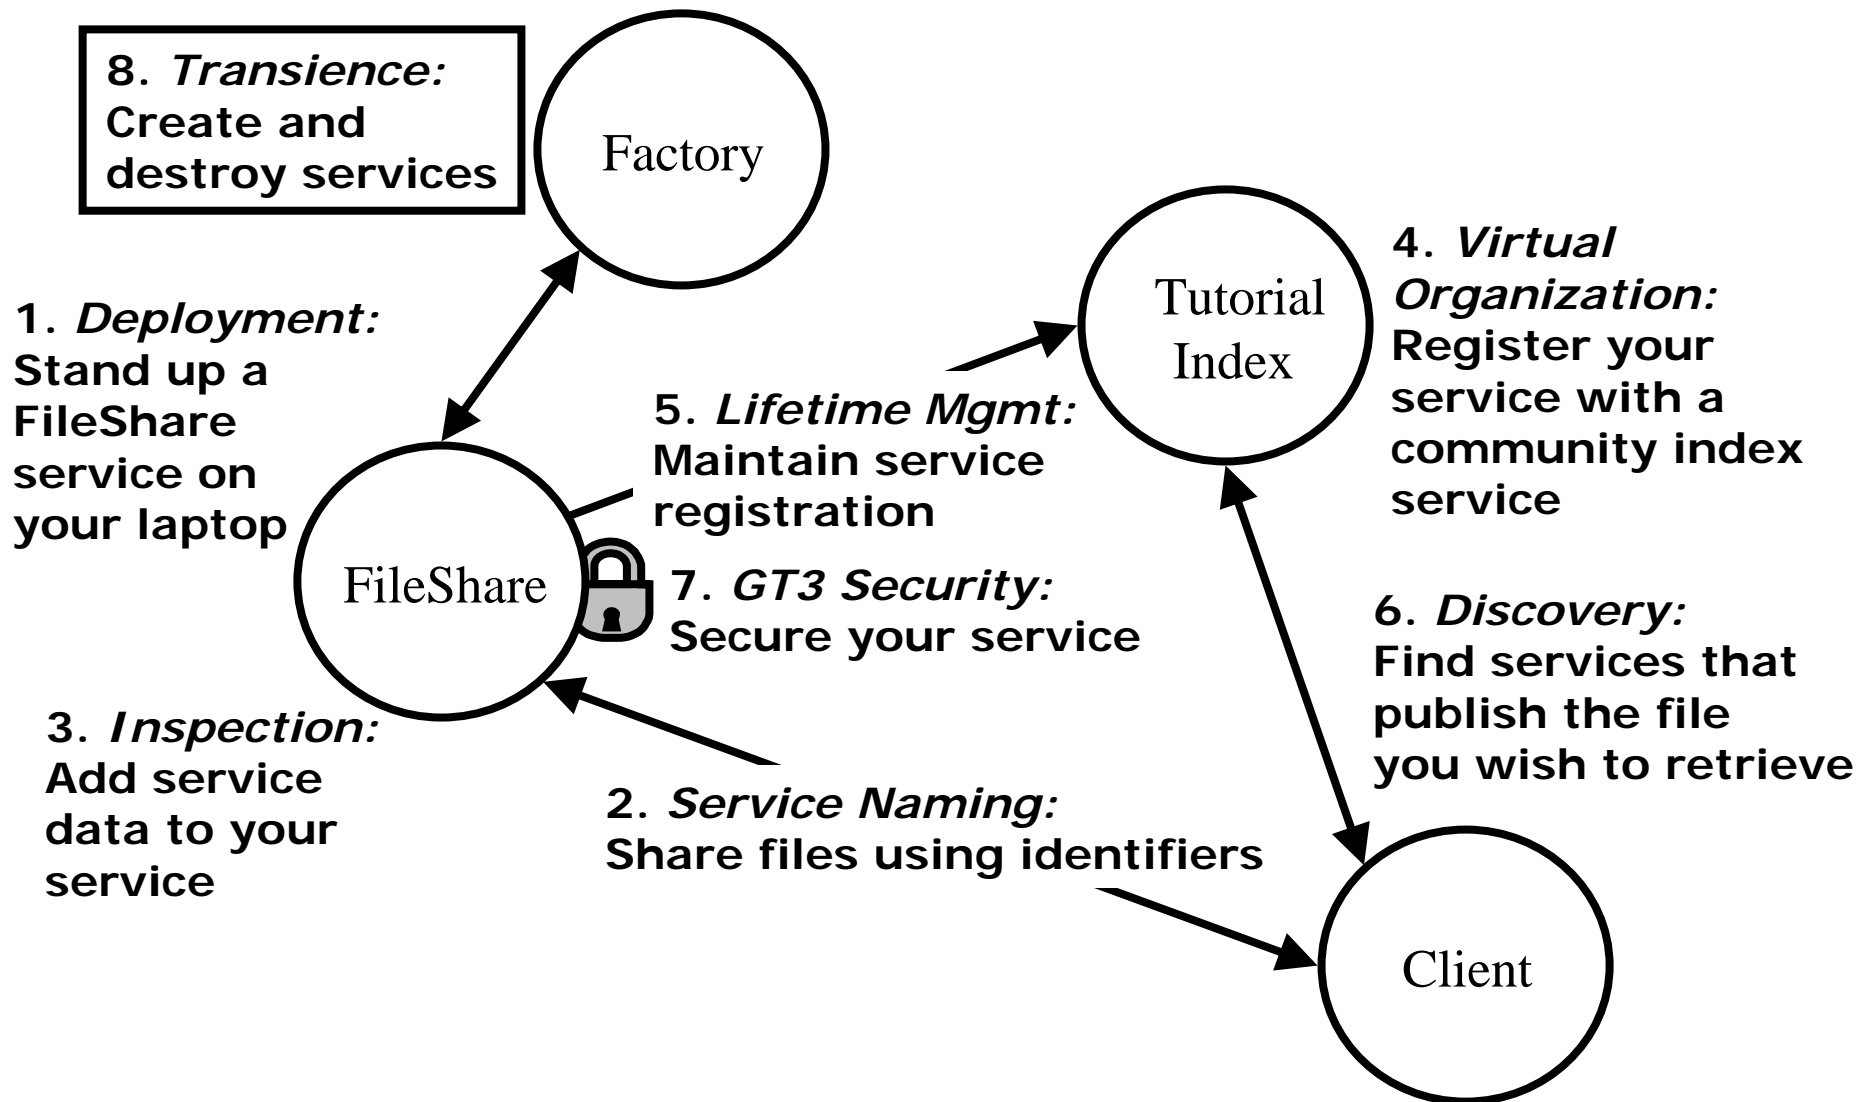 8. Transience:
Create and
destroy services
Factory
1. Deployment:
Stand up a
FileShare
service on
your laptop
Tutorial
Index
4. Virtual
Organization:
Register your
service with a
community index
service
5. Lifetime Mgmt:
Maintain service
registration
FileShare
7. GT3 Security:
Secure your service
6. Discovery:
Find services that
publish the file
you wish to retrieve
3. Inspection:
Add service
data to your
service
2. Service Naming:
Share files using identifiers
Client